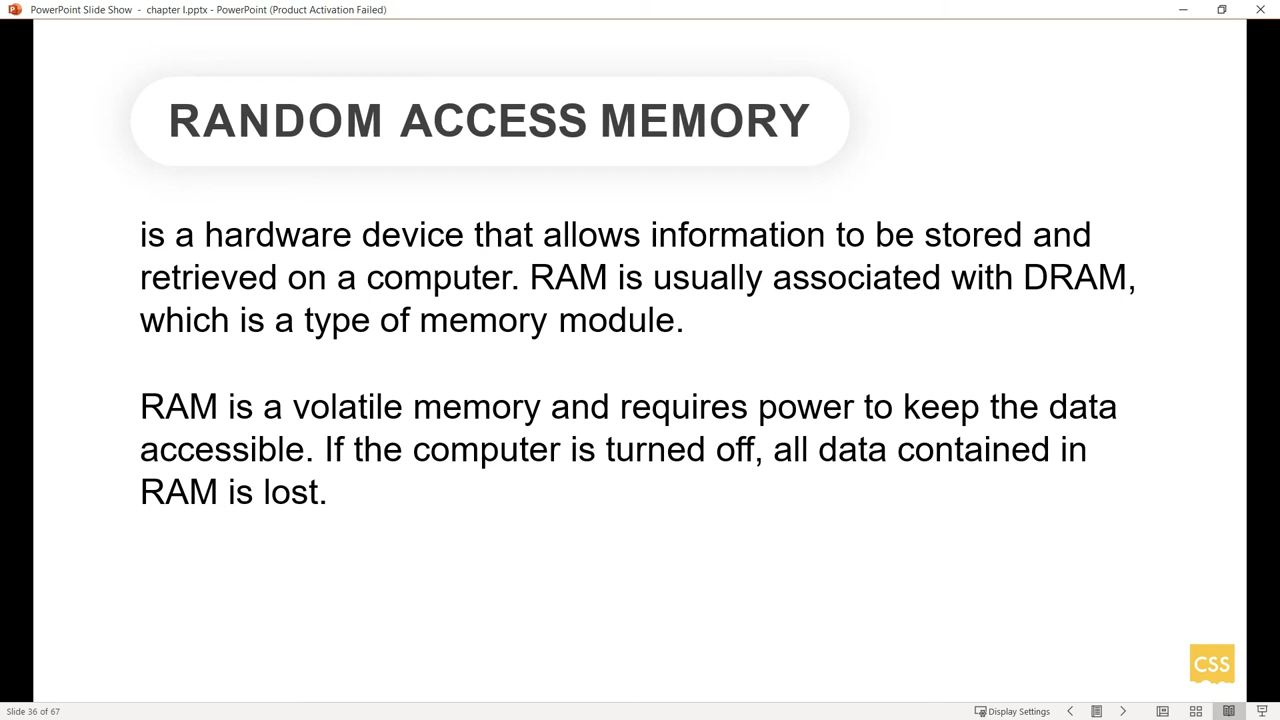 PowerPoint Slide Show - chapter I.pptx - PowerPoint (Product Activation Failed)
RANDOM ACCESS MEMORY
is a hardware device that allows information to be stored and
retrieved on a computer. RAM is usually associated with DRAM,
which is a type of memory module.
RAM is a volatile memory and requires power to keep the data
accessible. If the computer is turned off, all data contained in
RAM is lost.
CSS
Slide 36 of 67
Display Settings